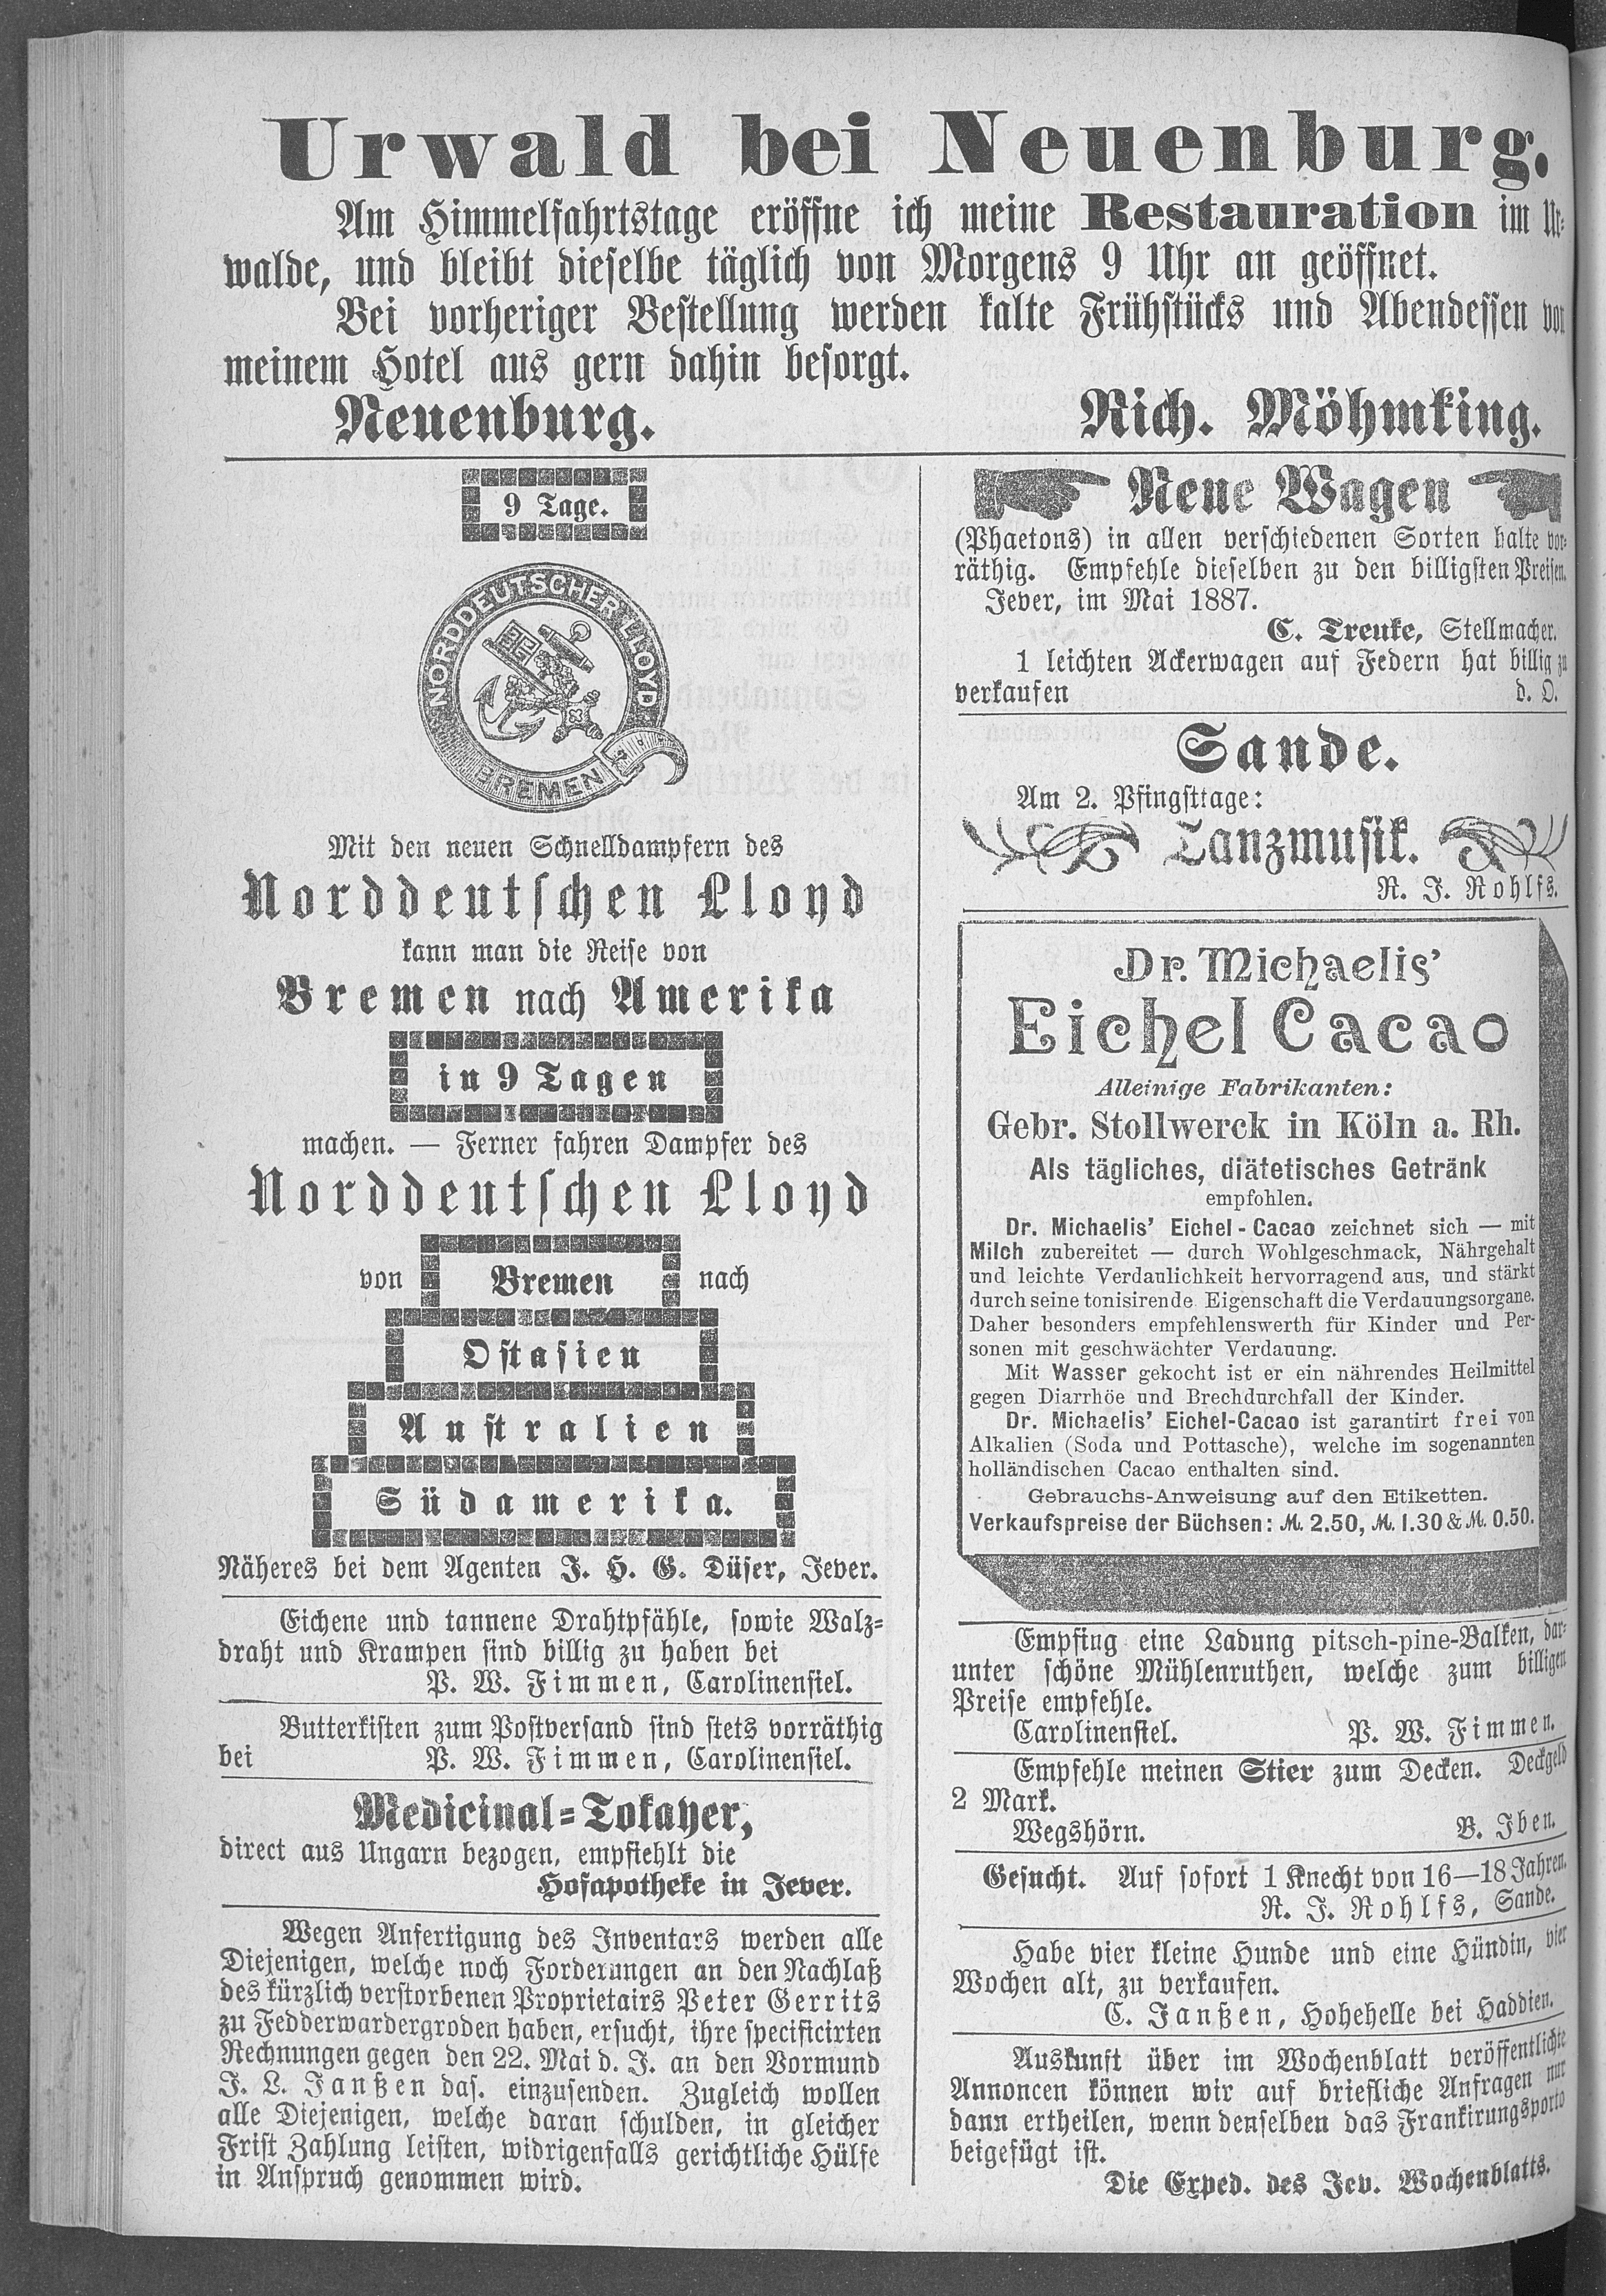 Urwald bei Neuenburg.
Am Himmelfahrtstage eröffne ich meine Restauration im Ur-
walde, und bleibt dieselbe täglich von Morgens 9 Uhr an geöffnet.
Bei vorheriger Bestellung werden kalte Frühstücks und Abendessen von
meinem Hotel aus gern dahin besorgt.
Neuenburg. Rich. Möhmking.
9 Tage.
NORDDEUTSCHER LLOYD
BREMEN
Mit den neuen Schnelldampfern des
Norddeutschen Lloyd
kann man die Reise von
Bremen nach Amerika
in 9 Tagen
machen. — Ferner fahren Dampfer des
Norddeutschen Lloyd
von Bremen nach
Ostasien
Australien
Südamerika.
Näheres bei dem Agenten J. H. G. Düser, Jever.
Eichene und tannene Drahtpfähle, sowie Walz-
draht und Krampen sind billig zu haben bei
P. W. Fimmen, Carolinensiel.
Butterkisten zum Postversand sind stets vorräthig
bei P. W. Fimmen, Carolinensiel.
Medicinal-Tokayer,
direct aus Ungarn bezogen, empfiehlt die
Hofapotheke in Jever.
Wegen Anfertigung des Inventars werden alle
Diejenigen, welche noch Forderungen an den Nachlaß
des kürzlich verstorbenen Proprietairs Peter Gerrits
zu Fedderwardergroden haben, ersucht, ihre specificirten
Rechnungen gegen den 22. Mai d. J. an den Vormund
J. L. Janßen das. einzusenden. Zugleich wollen
alle Diejenigen, welche daran schulden, in gleicher
Frist Zahlung leisten, widrigenfalls gerichtliche Hülfe
in Anspruch genommen wird.
Neue Wagen
(Phaetons) in allen verschiedenen Sorten halte vor-
räthig. Empfehle dieselben zu den billigsten Preisen.
Jever, im Mai 1887.
C. Trenke, Stellmacher.
1 leichten Ackerwagen auf Federn hat billig zu
verkaufen d. O.
Sande.
Am 2. Pfingsttage:
Tanzmusik.
R. J. Rohlfs.
Dr. Michaelis'
Eichel Cacao
Alleinige Fabrikanten:
Gebr. Stollwerck in Köln a. Rh.
Als tägliches, diätetisches Getränk
empfohlen.
Dr. Michaelis' Eichel-Cacao zeichnet sich — mit
Milch zubereitet — durch Wohlgeschmack, Nährgehalt
und leichte Verdaulichkeit hervorragend aus, und stärkt
durch seine tonisirende Eigenschaft die Verdauungsorgane.
Daher besonders empfehlenswerth für Kinder und Per-
sonen mit geschwächter Verdauung.
Mit Wasser gekocht ist er ein nährendes Heilmittel
gegen Diarrhöe und Brechdurchfall der Kinder.
Dr. Michaelis' Eichel-Cacao ist garantirt frei von
Alkalien (Soda und Pottasche), welche im sogenannten
holländischen Cacao enthalten sind.
Gebrauchs-Anweisung auf den Etiketten.
Verkaufspreise der Büchsen: M. 2.50, M. 1.30 & M. 0.50.
Empfing eine Ladung pitsch-pine-Balken, dar-
unter schöne Mühlenruthen, welche zum billigen
Preise empfehle.
Carolinensiel. P. W. Fimmen.
Empfehle meinen Stier zum Decken. Deckgeld
2 Mark.
Wegshörn. B. Iben.
Gesucht. Auf sofort 1 Knecht von 16—18 Jahren.
R. J. Rohlfs, Sande.
Habe vier kleine Hunde und eine Hündin, vier
Wochen alt, zu verkaufen.
C. Janßen, Hohehelle bei Haddien.
Auskunft über im Wochenblatt veröffentlichte
Annoncen können wir auf briefliche Anfragen nur
dann ertheilen, wenn denselben das Frankirungsporto
beigefügt ist.
Die Exped. des Jev. Wochenblatts.